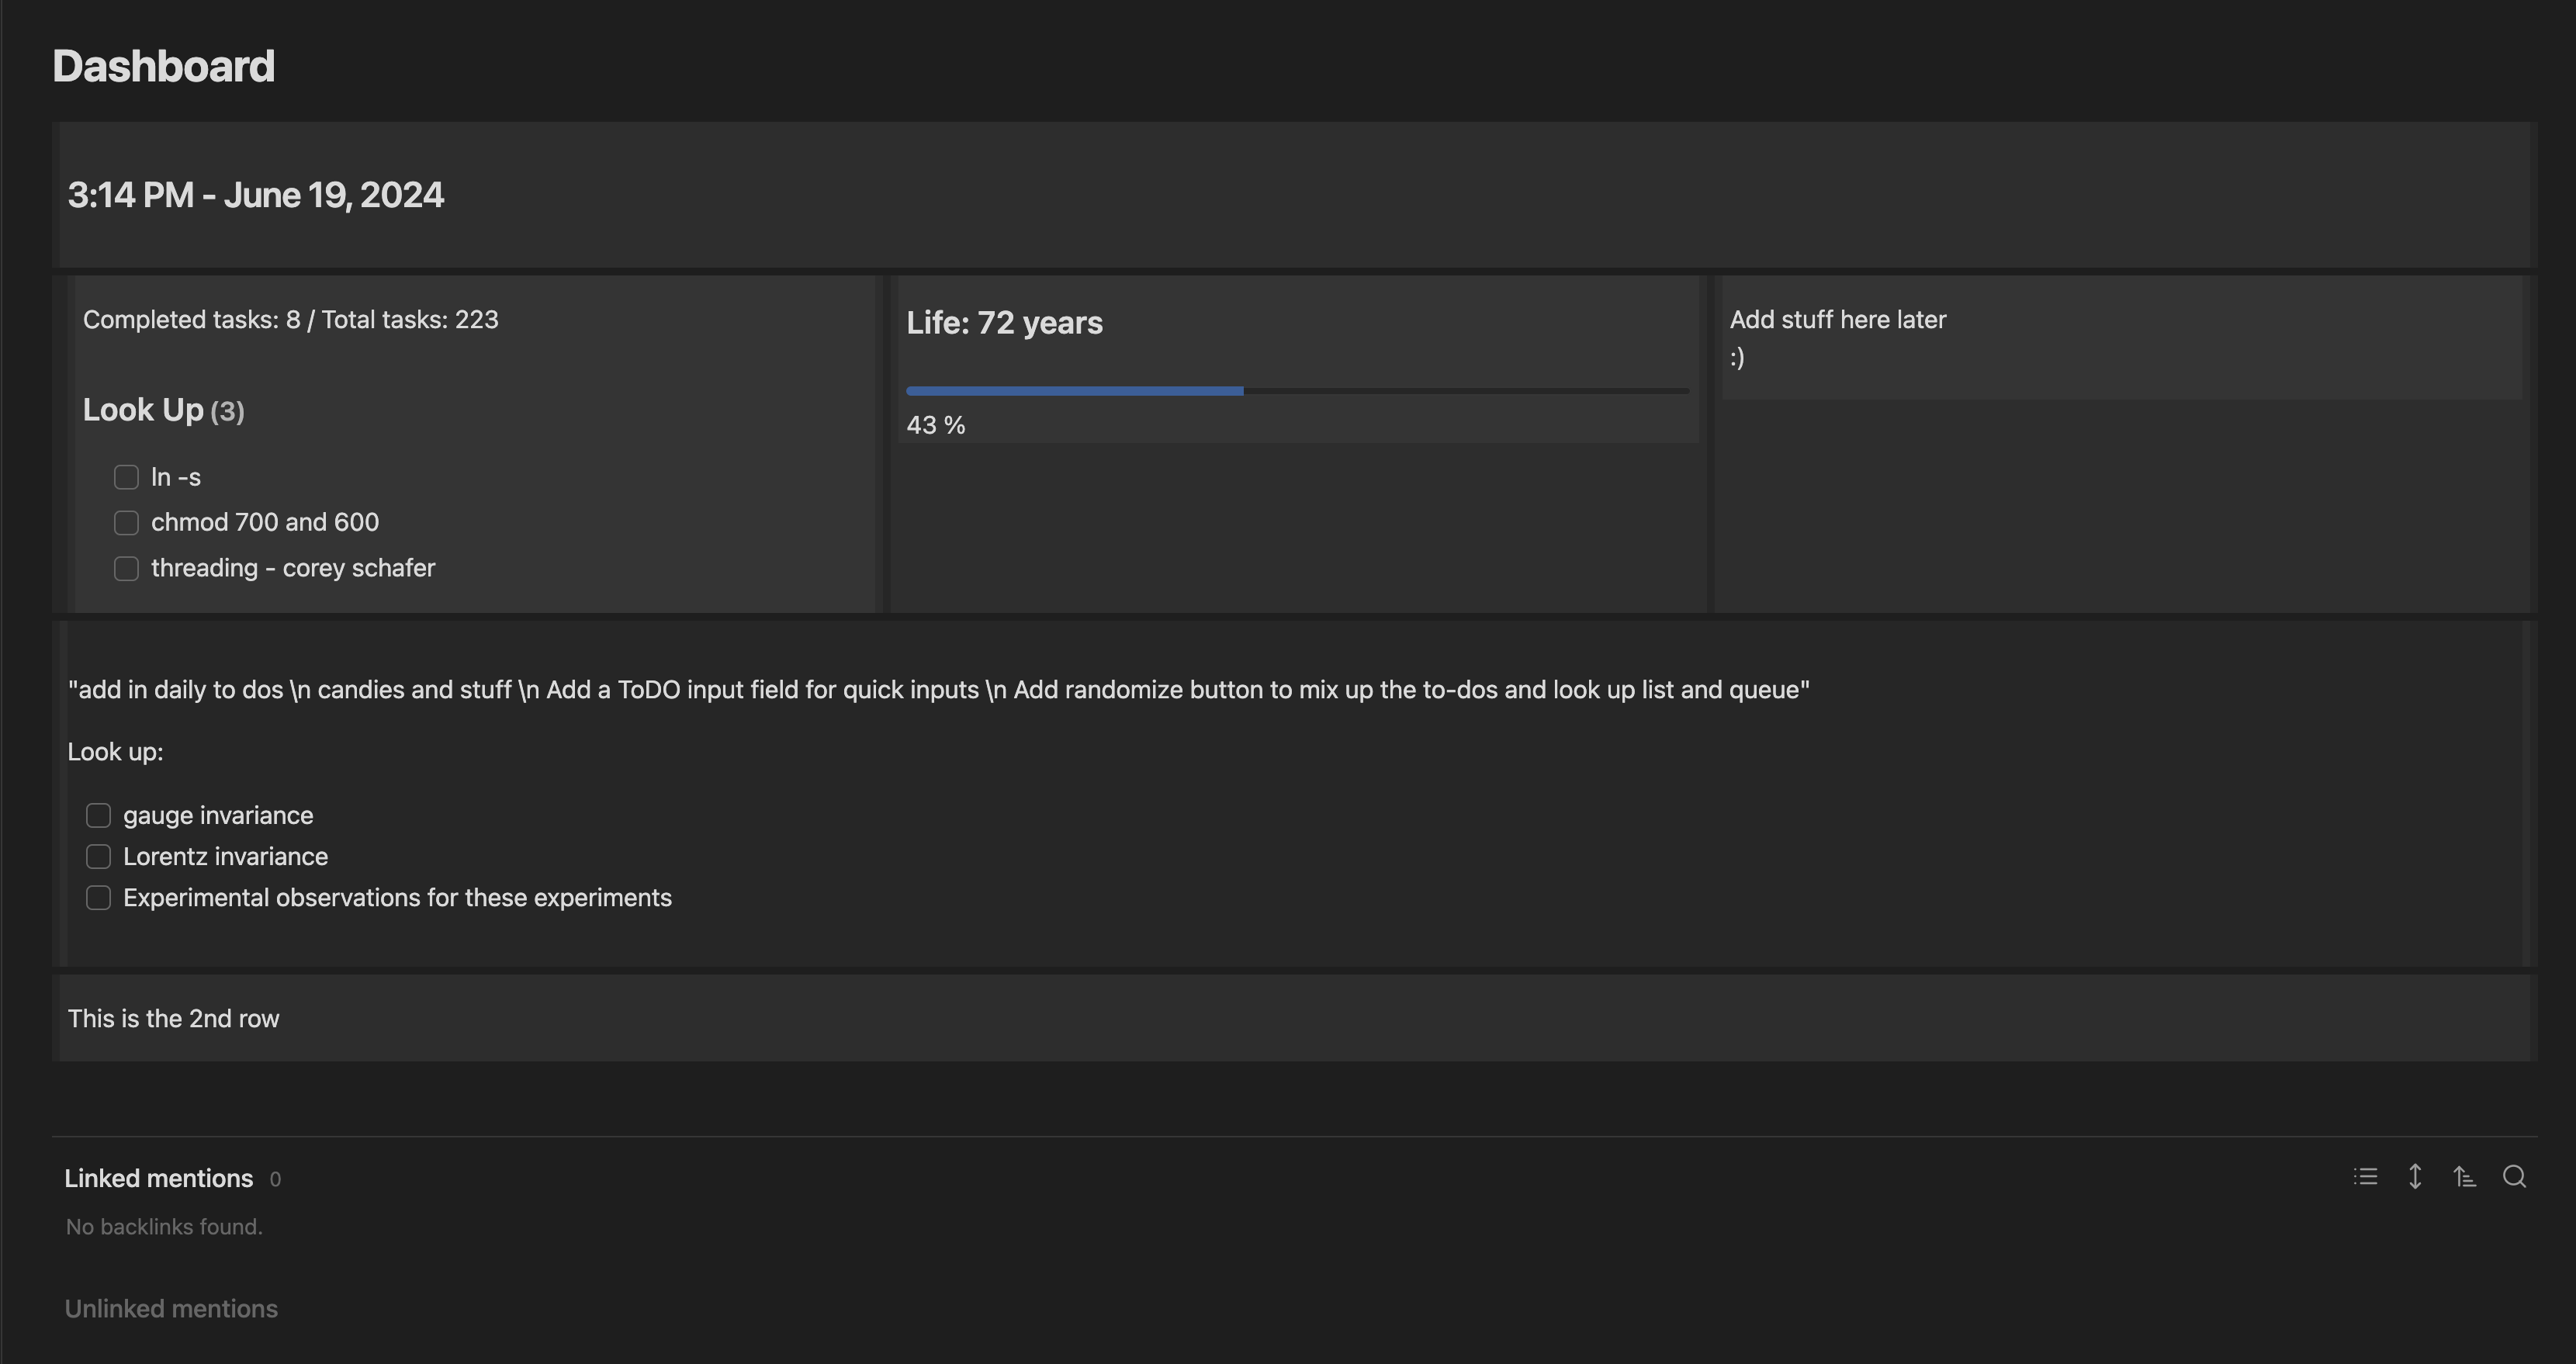 Dashboard
3:14 PM - June 19, 2024
Completed tasks: 8 / Total tasks: 223
Look Up (3)
ln -s
chmod 700 and 600
threading - corey schafer
Life: 72 years
43 %
Add stuff here later
:)
"add in daily to dos \n candies and stuff \n Add a ToDO input field for quick inputs \n Add randomize button to mix up the to-dos and look up list and queue"
Look up:
gauge invariance
Lorentz invariance
Experimental observations for these experiments
This is the 2nd row
Linked mentions 0
No backlinks found.
Unlinked mentions